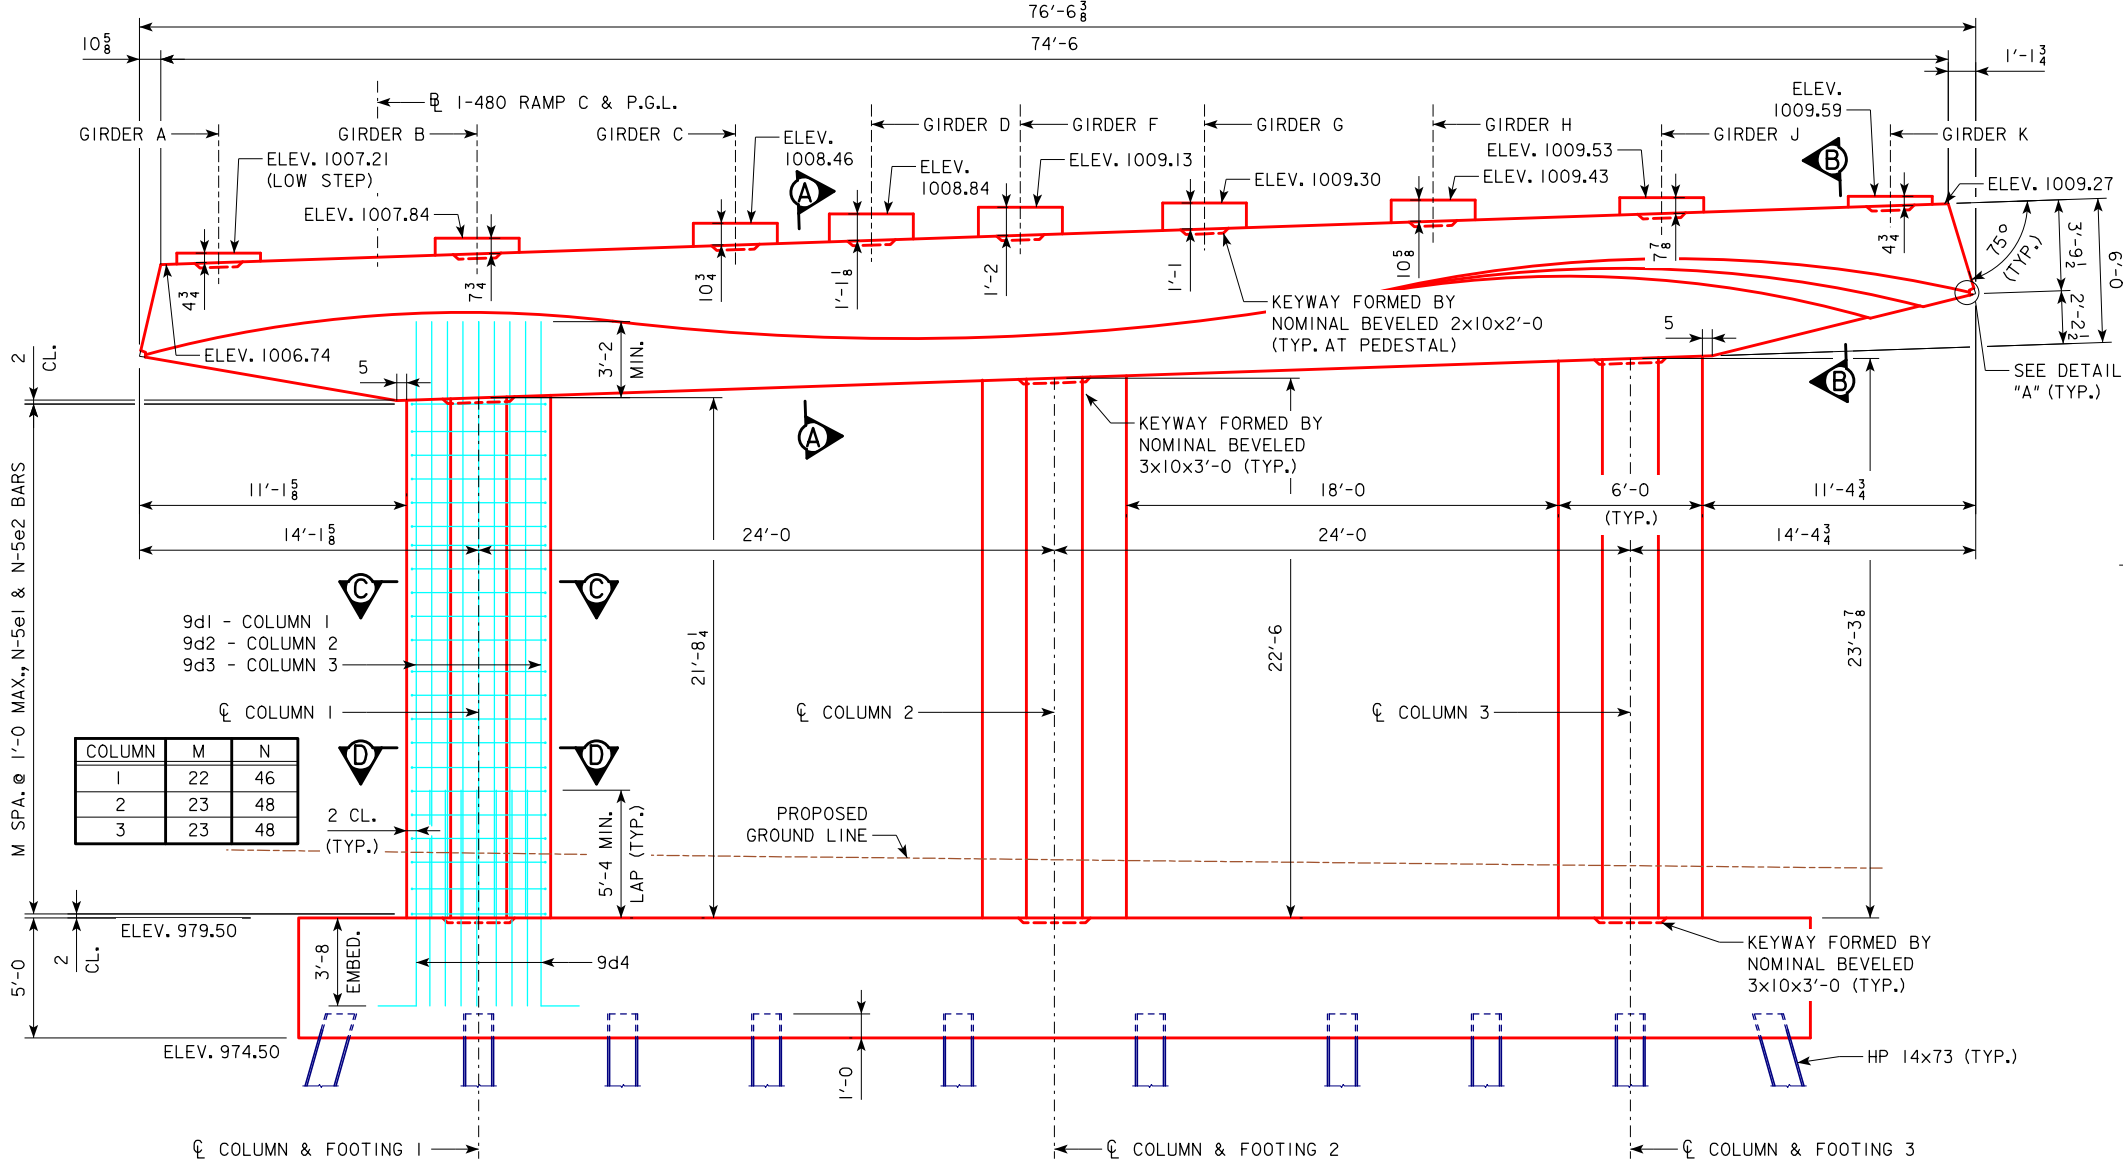 76'-6 3/8
10 5/8
74'-6
1'-1 3/4
℄ I-480 RAMP C & P.G.L.
GIRDER A
GIRDER B
GIRDER C
GIRDER D
GIRDER F
GIRDER G
GIRDER H
GIRDER J
GIRDER K
ELEV. 1007.21
(LOW STEP)
ELEV. 1007.84
ELEV.
1008.46
ELEV.
1008.84
ELEV. 1009.13
ELEV. 1009.30
ELEV. 1009.43
ELEV. 1009.53
ELEV.
1009.59
ELEV. 1009.27
A
B
4 3/4
7 3/4
10 3/4
1'-1 1/8
1'-2
1'-1
10 5/8
7 7/8
4 3/4
75°
(TYP.)
3'-9 1/2
2'-2 1/2
6'-0
KEYWAY FORMED BY
NOMINAL BEVELED 2x10x2'-0
(TYP. AT PEDESTAL)
ELEV. 1006.74
2
CL.
5
3'-2
MIN.
5
B
SEE DETAIL
"A" (TYP.)
A
KEYWAY FORMED BY
NOMINAL BEVELED
3x10x3'-0 (TYP.)
11'-1 5/8
18'-0
6'-0
(TYP.)
11'-4 3/4
14'-1 5/8
24'-0
24'-0
14'-4 3/4
M SPA. @ 1'-0 MAX., N-5e1 & N-5e2 BARS
C
C
9d1 - COLUMN 1
9d2 - COLUMN 2
9d3 - COLUMN 3
21'-8 1/4
22'-6
23'-3 7/8
℄ COLUMN 1
℄ COLUMN 2
℄ COLUMN 3
COLUMN M N
1 22 46
2 23 48
3 23 48
D
D
2 CL.
(TYP.)
5'-4 MIN.
LAP (TYP.)
PROPOSED
GROUND LINE
ELEV. 979.50
5'-0
2
CL.
3'-8
EMBED.
9d4
KEYWAY FORMED BY
NOMINAL BEVELED
3x10x3'-0 (TYP.)
ELEV. 974.50
1'-0
HP 14x73 (TYP.)
℄ COLUMN & FOOTING 1
℄ COLUMN & FOOTING 2
℄ COLUMN & FOOTING 3